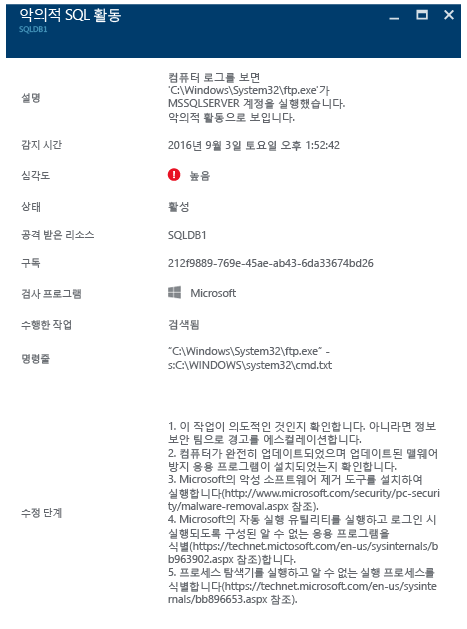 악의적 SQL 활동
SQLDB1
설명
컴퓨터 로그를 보면
'C:\Windows\System32\ftp.exe'가
MSSQLSERVER 계정을 실행했습니다.
악의적 활동으로 보입니다.
감지 시간
2016년 9월 3일 토요일 오후 1:52:42
심각도
높음
상태
활성
공격 받은 리소스
SQLDB1
구독
212f9889-769e-45ae-ab43-6da33674bd26
검사 프로그램
Microsoft
수행한 작업
검색됨
명령줄
"C:\Windows\System32\ftp.exe" -
s:C:\WINDOWS\system32\cmd.txt
수정 단계
1. 이 작업이 의도적인 것인지 확인합니다. 아니라면 정보
보안 팀으로 경고를 에스컬레이션합니다.
2. 컴퓨터가 완전히 업데이트되었으며 업데이트된 맬웨어
방지 응용 프로그램이 설치되었는지 확인합니다.
3. Microsoft의 악성 소프트웨어 제거 도구를 설치하여
실행합니다(http://www.microsoft.com/security/pc-securi
ty/malware-removal.aspx 참조).
4. Microsoft의 자동 실행 유틸리티를 실행하고 로그인 시
실행되도록 구성된 알 수 없는 응용 프로그램을
식별(https://technet.mictosoft.com/en-us/sysinternals/b
b963902.aspx 참조)합니다.
5. 프로세스 탐색기를 실행하고 알 수 없는 실행 프로세스를
식별합니다(https://technet.microsoft.com/en-us/sysinte
rnals/bb896653.aspx 참조).